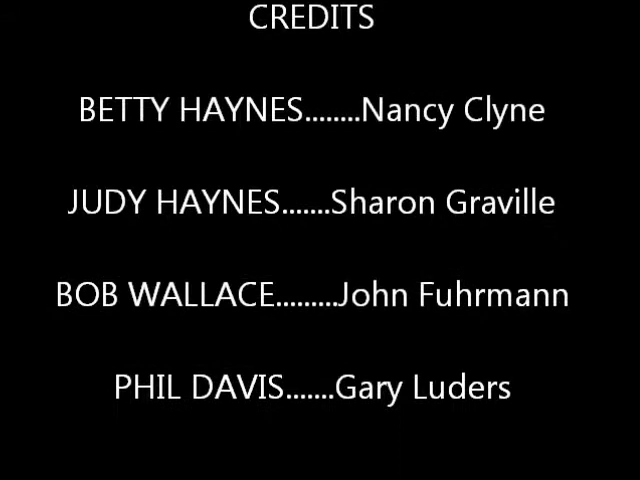 CREDITS
BETTY HAYNES........Nancy Clyne
JUDY HAYNES.......Sharon Graville
BOB WALLACE.........John Fuhrmann
PHIL DAVIS.......Gary Luders